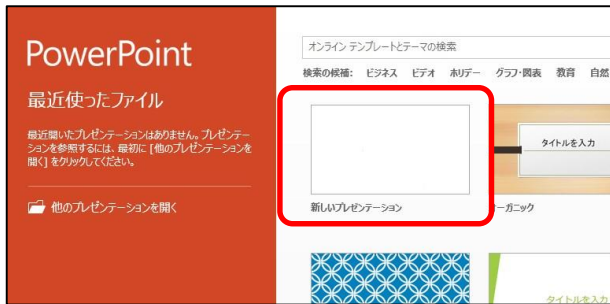 PowerPoint
最近使ったファイル
最近開いたプレゼンテーションはありません。プレゼンテー
ションを参照するには、最初に [他のプレゼンテーションを
開く] をクリックしてください。
他のプレゼンテーションを開く
オンライン テンプレートとテーマの検索
検索の候補: ビジネス ビデオ ホリデー グラフ・図表 教育 自然
新しいプレゼンテーション
タイトルを入力
ーガニック
タイトルを入力